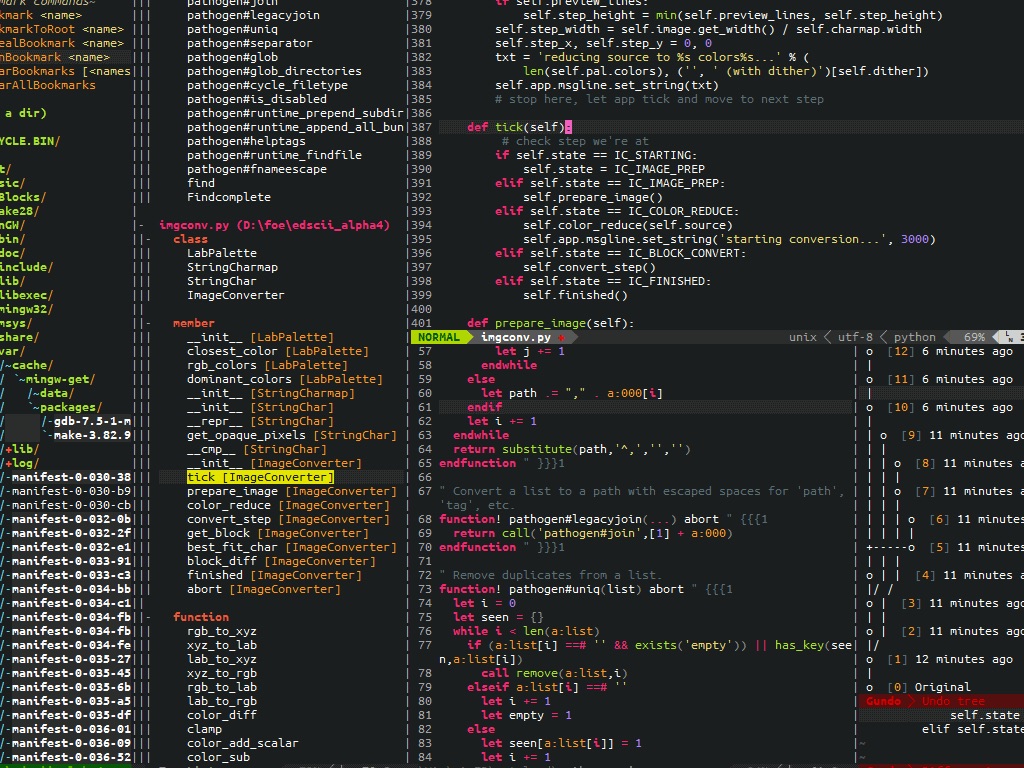 Mark commands~
kmark <name>
kmarkToRoot <name>
ealBookmark <name>
nBookmark <name>
arBookmarks [<names
arAllBookmarks
a dir)
YCLE.BIN/
t/
sic/
Blocks/
ake28/
nGW/
bin/
doc/
include/
lib/
libexec/
mingw32/
msys/
share/
var/
/~cache/
`~mingw-get/
/~data/
`~packages/
/-gdb-7.5-1-m
`-make-3.82.9
/+lib/
/+log/
/-manifest-0-030-38
/-manifest-0-030-b9
/-manifest-0-030-cb
/-manifest-0-032-0b
/-manifest-0-032-2f
/-manifest-0-032-e1
/-manifest-0-033-91
/-manifest-0-033-c3
/-manifest-0-034-bb
/-manifest-0-034-c1
/-manifest-0-034-fb
/-manifest-0-034-fb
/-manifest-0-034-fe
/-manifest-0-035-27
/-manifest-0-035-45
/-manifest-0-035-6b
/-manifest-0-035-a5
/-manifest-0-035-df
/-manifest-0-036-01
/-manifest-0-036-09
/-manifest-0-036-52
||| pathogen#join
||| pathogen#legacyjoin
||| pathogen#uniq
||| pathogen#separator
||| pathogen#glob
||| pathogen#glob_directories
||| pathogen#cycle_filetype
||| pathogen#is_disabled
||| pathogen#runtime_prepend_subdir
||| pathogen#runtime_append_all_bun
||| pathogen#helptags
||| pathogen#runtime_findfile
||| pathogen#fnameescape
||| find
||| Findcomplete
|- imgconv.py (D:\foe\edscii_alpha4)
||- class
||| LabPalette
||| StringCharmap
||| StringChar
||| ImageConverter
||- member
||| __init__ [LabPalette]
||| closest_color [LabPalette]
||| rgb_colors [LabPalette]
||| dominant_colors [LabPalette]
||| __init__ [StringCharmap]
||| __init__ [StringChar]
||| __repr__ [StringChar]
||| get_opaque_pixels [StringChar]
||| __cmp__ [StringChar]
||| __init__ [ImageConverter]
||| tick [ImageConverter]
||| prepare_image [ImageConverter]
||| color_reduce [ImageConverter]
||| convert_step [ImageConverter]
||| get_block [ImageConverter]
||| best_fit_char [ImageConverter]
||| block_diff [ImageConverter]
||| finished [ImageConverter]
||| abort [ImageConverter]
||- function
||| rgb_to_xyz
||| xyz_to_lab
||| lab_to_xyz
||| xyz_to_rgb
||| rgb_to_lab
||| lab_to_rgb
||| color_diff
||| clamp
||| color_add_scalar
||| color_sub
378 if self.preview_lines:
379 self.step_height = min(self.preview_lines, self.step_height)
380 self.step_width = self.image.get_width() / self.charmap.width
381 self.step_x, self.step_y = 0, 0
382 txt = 'reducing source to %s colors%s...' % (
383 len(self.pal.colors), ('', ' (with dither)')[self.dither])
384 self.app.msgline.set_string(txt)
385 # stop here, let app tick and move to next step
386
387 def tick(self):
388 # check step we're at
389 if self.state == IC_STARTING:
390 self.state = IC_IMAGE_PREP
391 elif self.state == IC_IMAGE_PREP:
392 self.prepare_image()
393 elif self.state == IC_COLOR_REDUCE:
394 self.color_reduce(self.source)
395 self.app.msgline.set_string('starting conversion...', 3000)
396 elif self.state == IC_BLOCK_CONVERT:
397 self.convert_step()
398 elif self.state == IC_FINISHED:
399 self.finished()
400
401 def prepare_image(self):
NORMAL imgconv.py unix utf-8 python 69%
57 let j += 1
58 endwhile
59 else
60 let path .= "," . a:000[i]
61 endif
62 let i += 1
63 endwhile
64 return substitute(path,'^,','','')
65 endfunction " }}}1
66
67 " Convert a list to a path with escaped spaces for 'path',
'tag', etc.
68 function! pathogen#legacyjoin(...) abort " {{{1
69 return call('pathogen#join',[1] + a:000)
70 endfunction " }}}1
71
72 " Remove duplicates from a list.
73 function! pathogen#uniq(list) abort " {{{1
74 let i = 0
75 let seen = {}
76 while i < len(a:list)
77 if (a:list[i] ==# '' && exists('empty')) || has_key(see
n,a:list[i])
78 call remove(a:list,i)
79 elseif a:list[i] ==# ''
80 let i += 1
81 let empty = 1
82 else
83 let seen[a:list[i]] = 1
84 let i += 1
o [12] 6 minutes ago
|
o [11] 6 minutes ago
|
o [10] 6 minutes ago
|
| o [9] 11 minutes ago
| |
| | o [8] 11 minutes ago
| | |
| | o [7] 11 minutes ago
| | |
| | | o [6] 11 minutes ago
| | | |
+-----o [5] 11 minutes ago
| | |
o | | [4] 11 minutes ago
|/ /
o | [3] 11 minutes ago
| |
| o [2] 11 minutes ago
|/
o [1] 12 minutes ago
|
o [0] Original
Gundo Undo tree
self.state
elif self.state
~
~